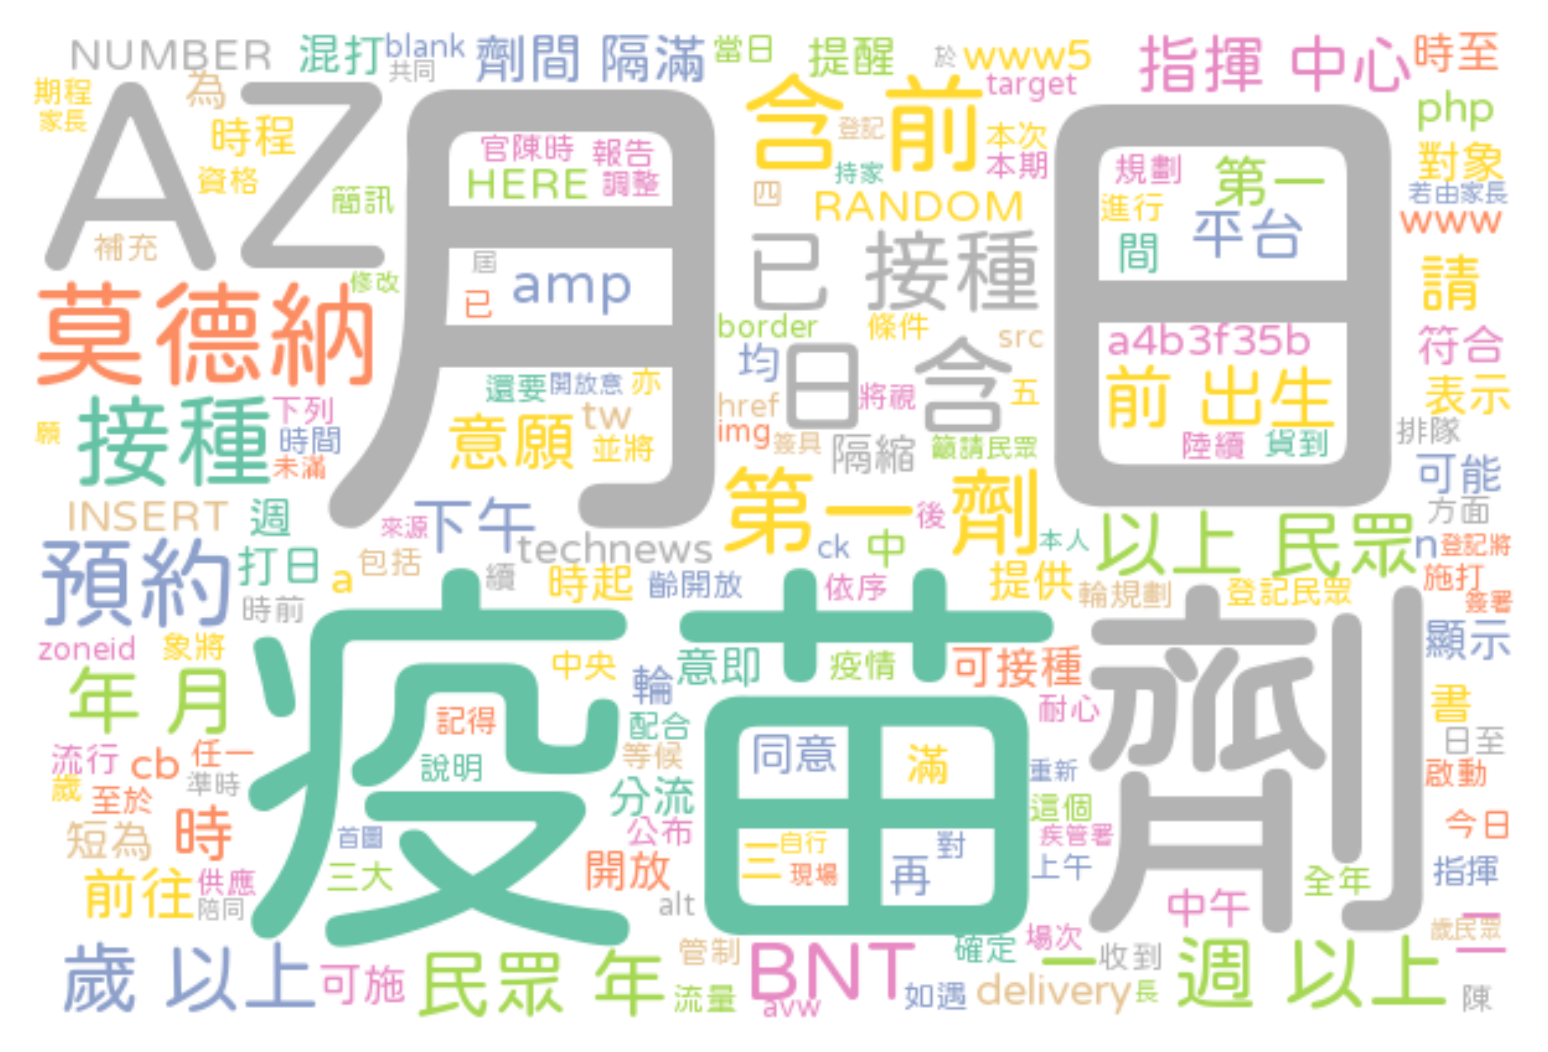 NUMBER 混打 blank 共同 劑間 隔滿 當日 提醒 於 www5 target 指揮 中心 時至
期程 家長 AZ 為 時程 資格 簡訊 補充 修改
月 官陳時 報告 HERE 調整 屆 已 amp
含 前 登記 持家 四 RANDOM 本次 本期
日 規劃 第一 進行 間 平台 a4b3f35b 前 出生 陸續 貨到
php 對象 若由家長 www 請 符合 表示 排隊 可能 方面
已 接種 border 條件 src 均 日 含 將視 五 href img 簽具 隔縮 籲請民眾
莫德納 接種 下列 時間 未滿 願
還要 開放意 亦 意願 tw 並將
INSERT 週 來源 下午 technews 第一 劑 後 ck 中 本人 以上 民眾 n 登記將
預約 打日 a 包括 續 時起 齡開放 依序 提供 輪規劃 登記民眾 施打 簽署
時前 zoneid 象將 年 月 流行 cb 任一 歲 至於 準時 短為 時 前往 供應 陪同
疫苗 中央 記得 說明 首圖 三大 意即 疫情 可接種 輪 配合 等候 分流 公布 開放 alt
同意 滿 三 自行 現場 再 對
劑 耐心 重新 這個 疾管署 上午 中午 全年
顯示 書 日至 啟動 今日 指揮 二 歲民眾
歲 以上 可施 民眾 年 管制 流量 BNT avw 如遇 確定 delivery 場次 一 收到 長 週 以上 陳